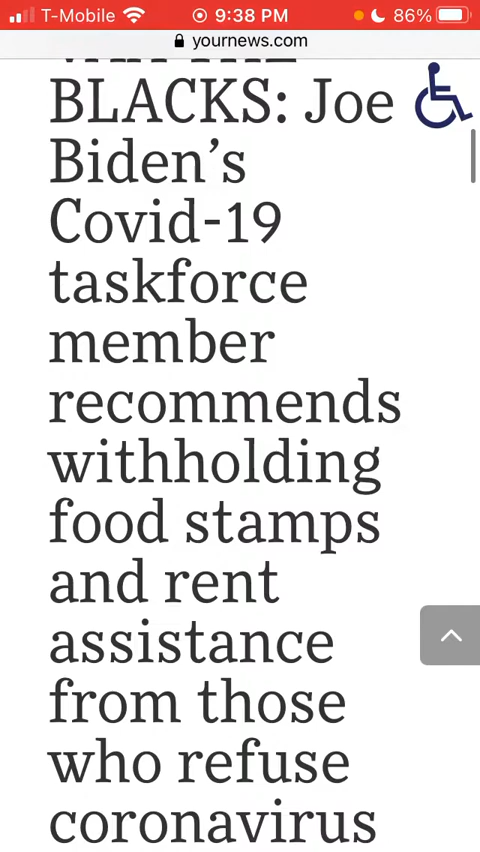 T-Mobile 9:38 PM 86%
yournews.com
BLACKS: Joe
Biden’s
Covid-19
taskforce
member
recommends
withholding
food stamps
and rent
assistance
from those
who refuse
coronavirus